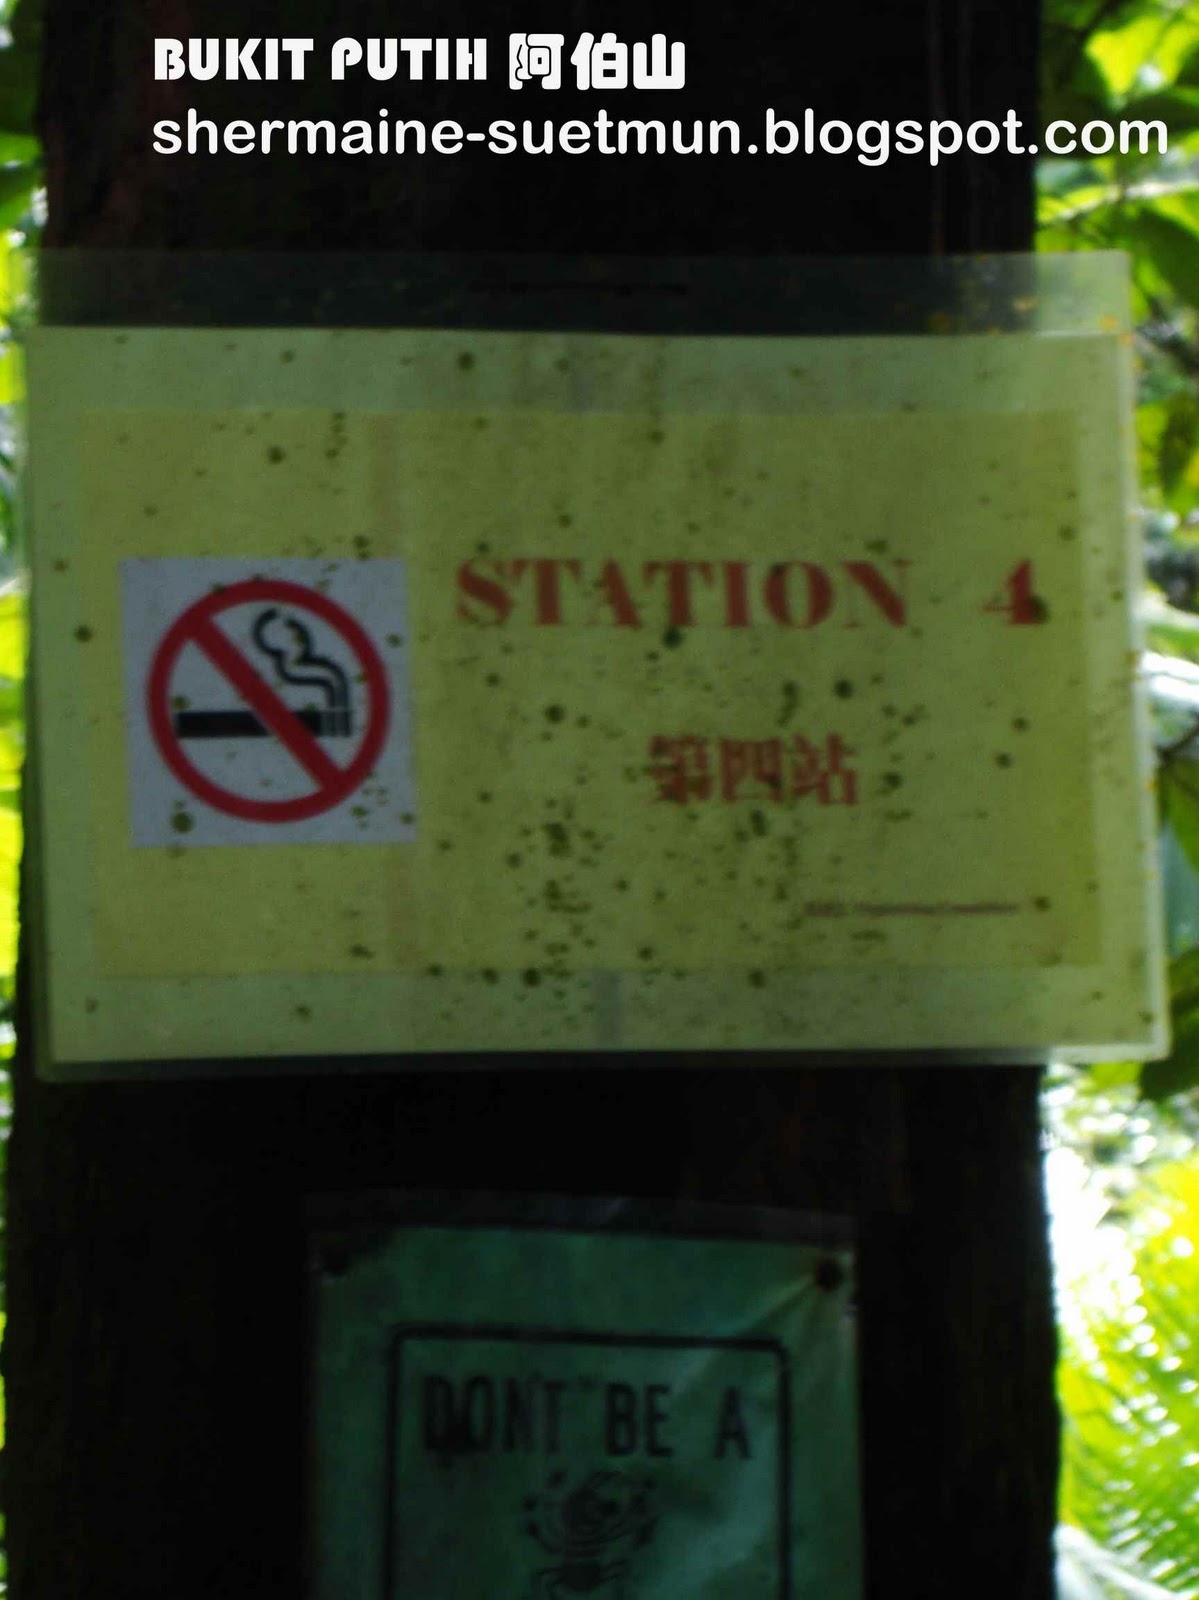 BUKIT PUTIH 阿伯山
shermaine-suetmun.blogspot.com
STATION 4
第四站
DONT BE A